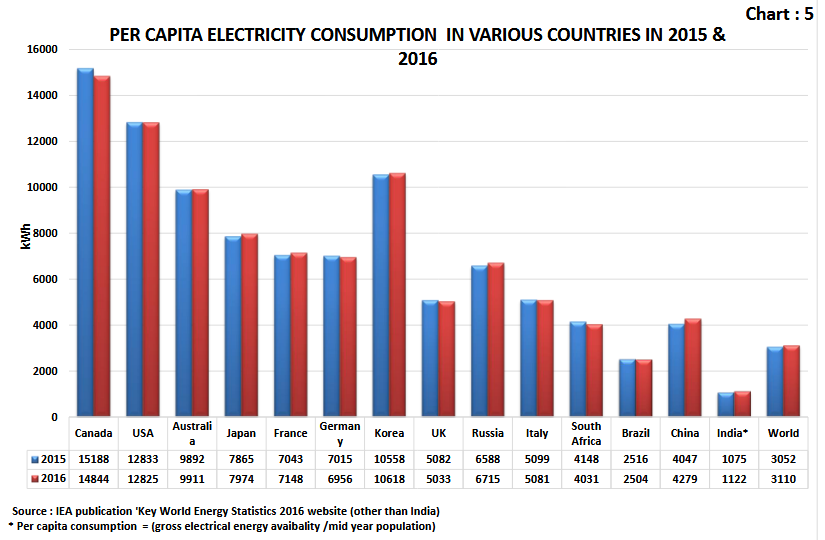 Chart : 5
PER CAPITA ELECTRICITY CONSUMPTION IN VARIOUS COUNTRIES IN 2015 &
2016
16000
14000
12000
10000
8000
6000
4000
2000
0
kWh
Canada USA Australi a Japan France German y Korea UK Russia Italy South Africa Brazil China India* World
2015 15188 12833 9892 7865 7043 7015 10558 5082 6588 5099 4148 2516 4047 1075 3052
2016 14844 12825 9911 7974 7148 6956 10618 5033 6715 5081 4031 2504 4279 1122 3110
Source : IEA publication 'Key World Energy Statistics 2016 website (other than India)
* Per capita consumption = (gross electrical energy avaibality /mid year population)